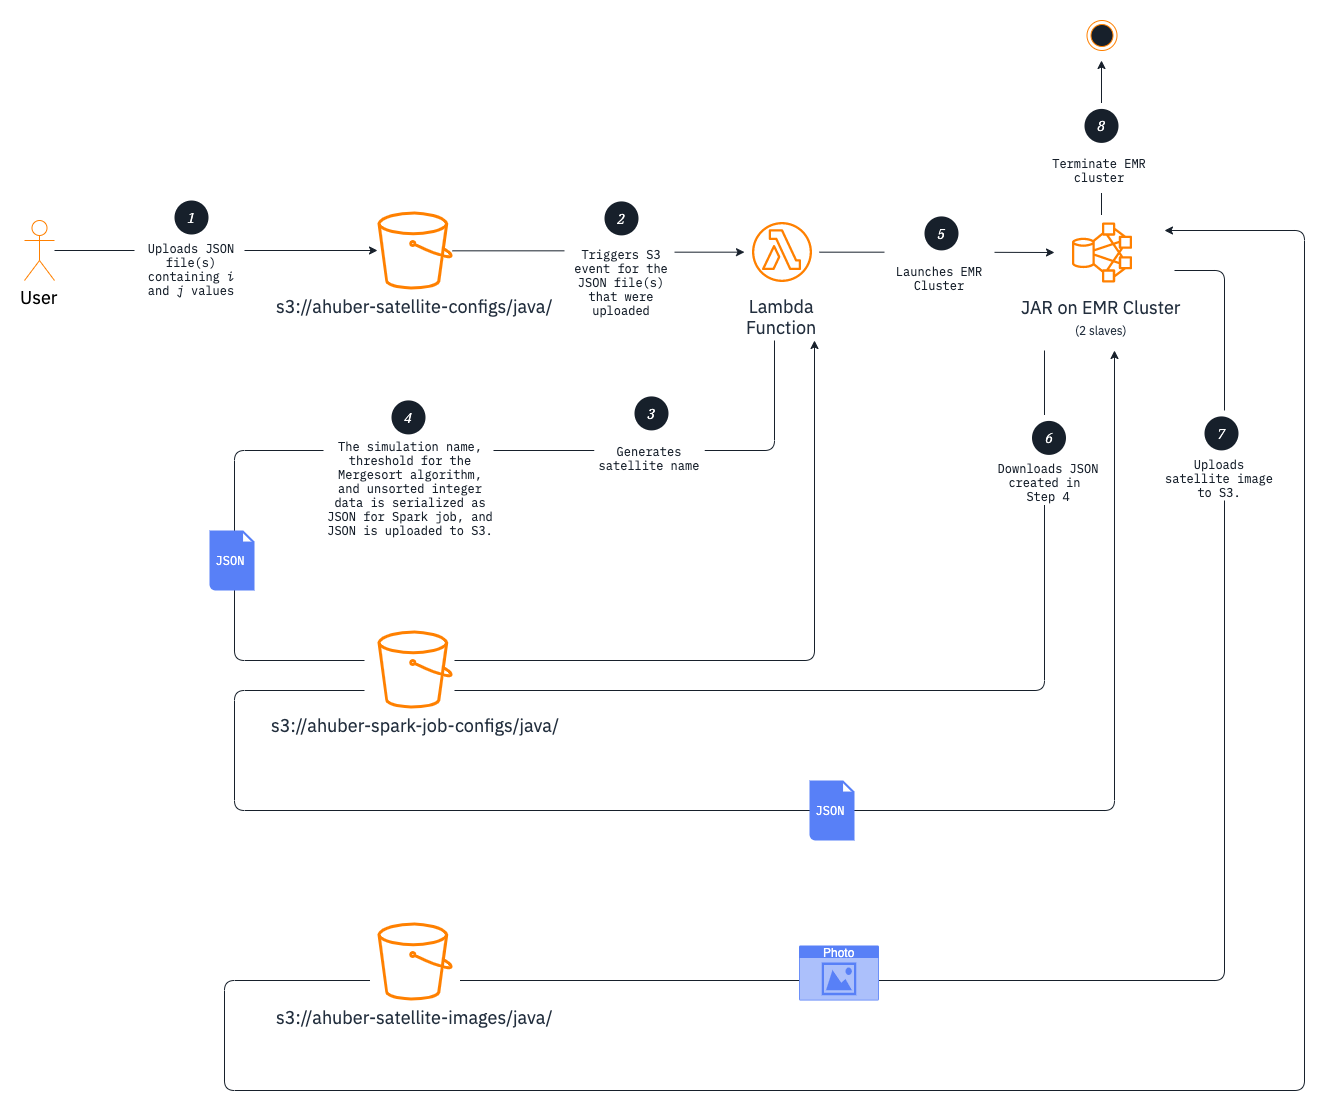 8
Terminate EMR
cluster
1
Uploads JSON
file(s)
containing i
and j values
User
s3://ahuber-satellite-configs/java/
2
Triggers S3
event for the
JSON file(s)
that were
uploaded
Lambda
Function
5
Launches EMR
Cluster
JAR on EMR Cluster
(2 slaves)
4
The simulation name,
threshold for the
Mergesort algorithm,
and unsorted integer
data is serialized as
JSON for Spark job, and
JSON is uploaded to S3.
3
Generates
satellite name
6
Downloads JSON
created in
Step 4
7
Uploads
satellite image
to S3.
JSON
s3://ahuber-spark-job-configs/java/
JSON
Photo
s3://ahuber-satellite-images/java/